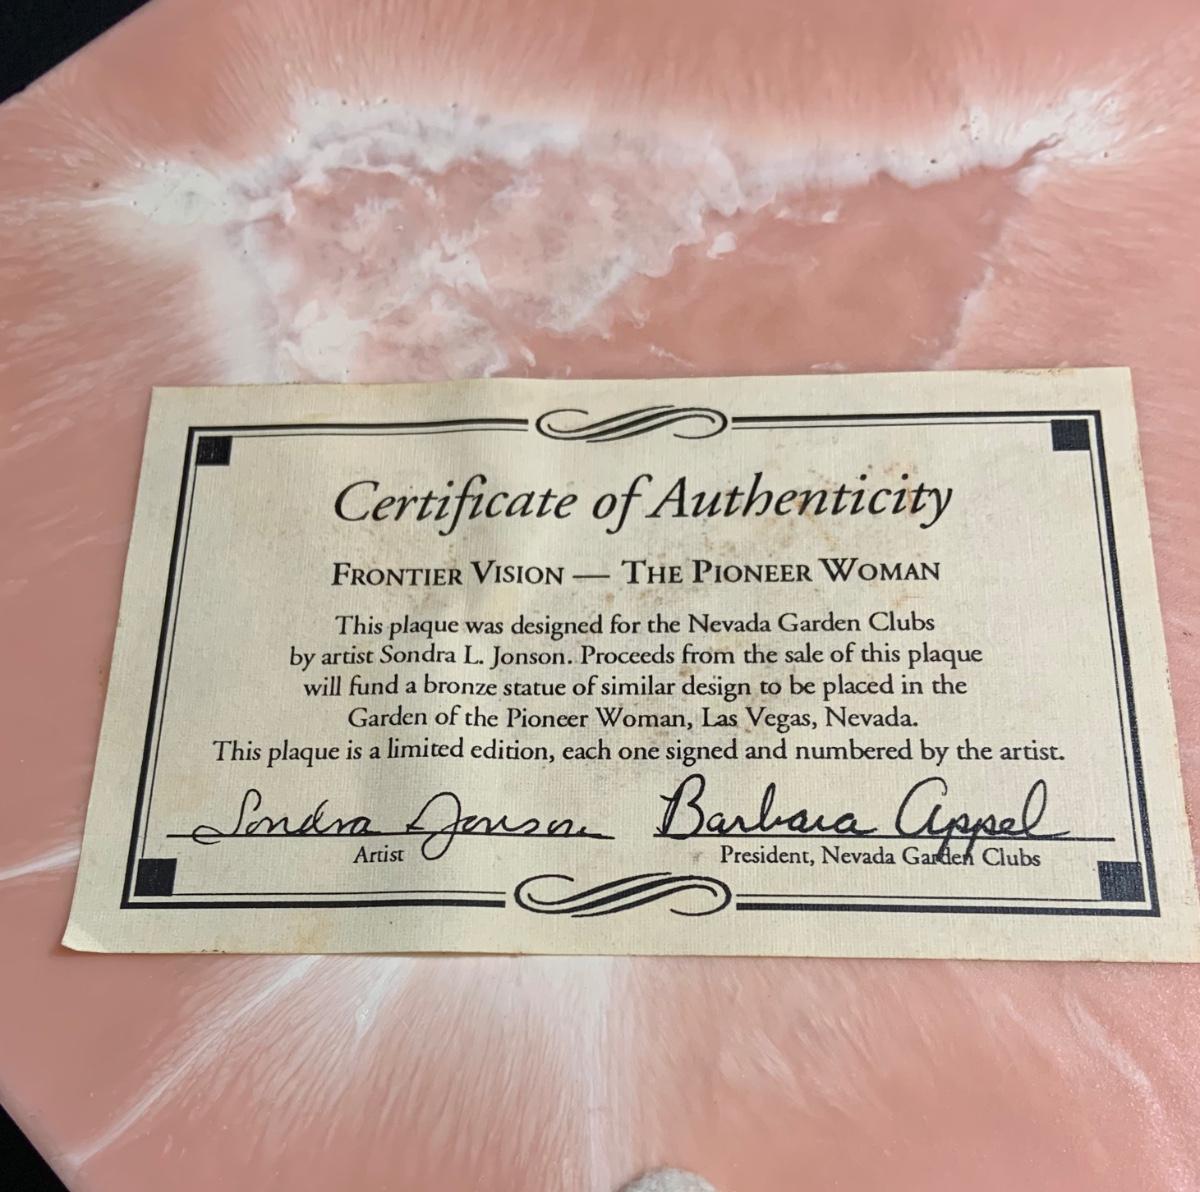 Certificate of Authenticity
FRONTIER VISION — THE PIONEER WOMAN
This plaque was designed for the Nevada Garden Clubs
by artist Sondra L. Jonson. Proceeds from the sale of this plaque
will fund a bronze statue of similar design to be placed in the
Garden of the Pioneer Woman, Las Vegas, Nevada.
This plaque is a limited edition, each one signed and numbered by the artist.
Sondra L Jonson Barbara Appel
Artist President, Nevada Garden Clubs